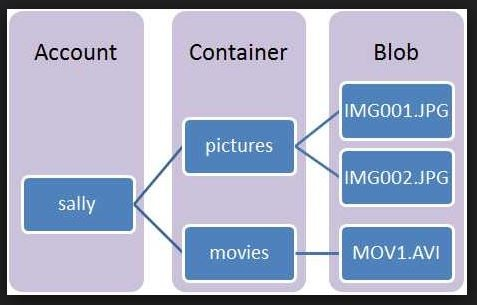 Account
Container
Blob
sally
pictures
movies
IMG001.JPG
IMG002.JPG
MOV1.AVI